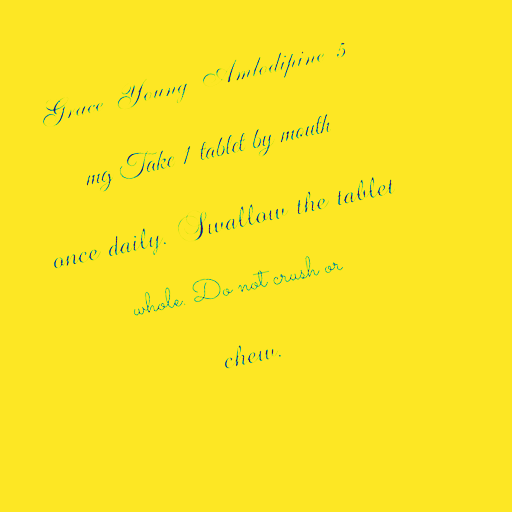 Grace Young Amlodipine 5
mg Take 1 tablet by mouth
once daily. Swallow the tablet
whole. Do not crush or
chew.